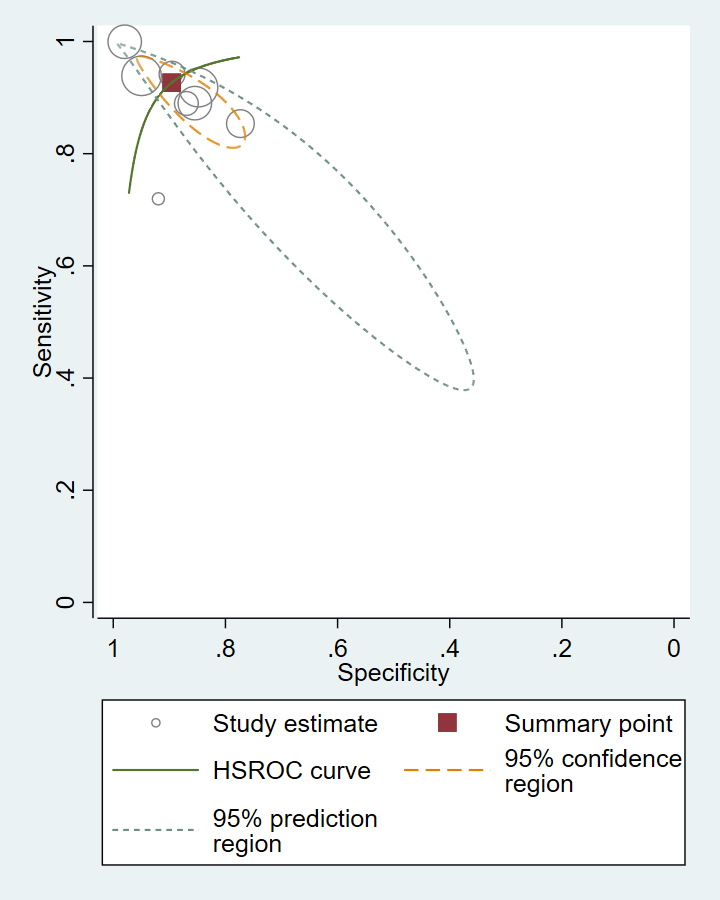 1
.8
.6
.4
.2
0
Sensitivity
1
.8
.6
.4
.2
0
Specificity
Study estimate
Summary point
HSROC curve
95% confidence
region
95% prediction
region